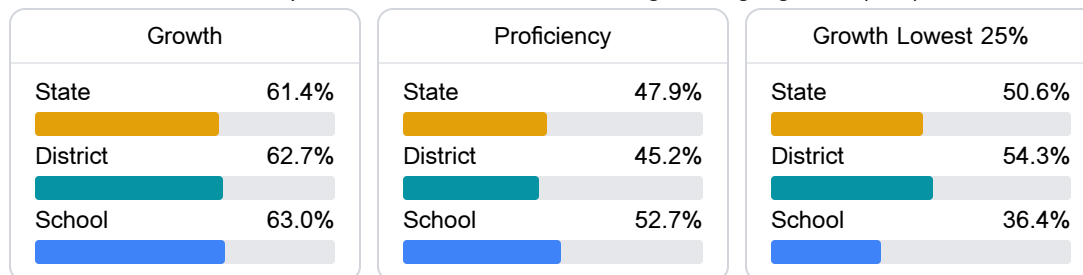 Growth
State 61.4%
District 62.7%
School 63.0%
Proficiency
State 47.9%
District 45.2%
School 52.7%
Growth Lowest 25%
State 50.6%
District 54.3%
School 36.4%